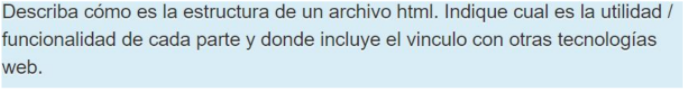 Describa cómo es la estructura de un archivo html. Indique cual es la utilidad /
funcionalidad de cada parte y donde incluye el vinculo con otras tecnologías
web.